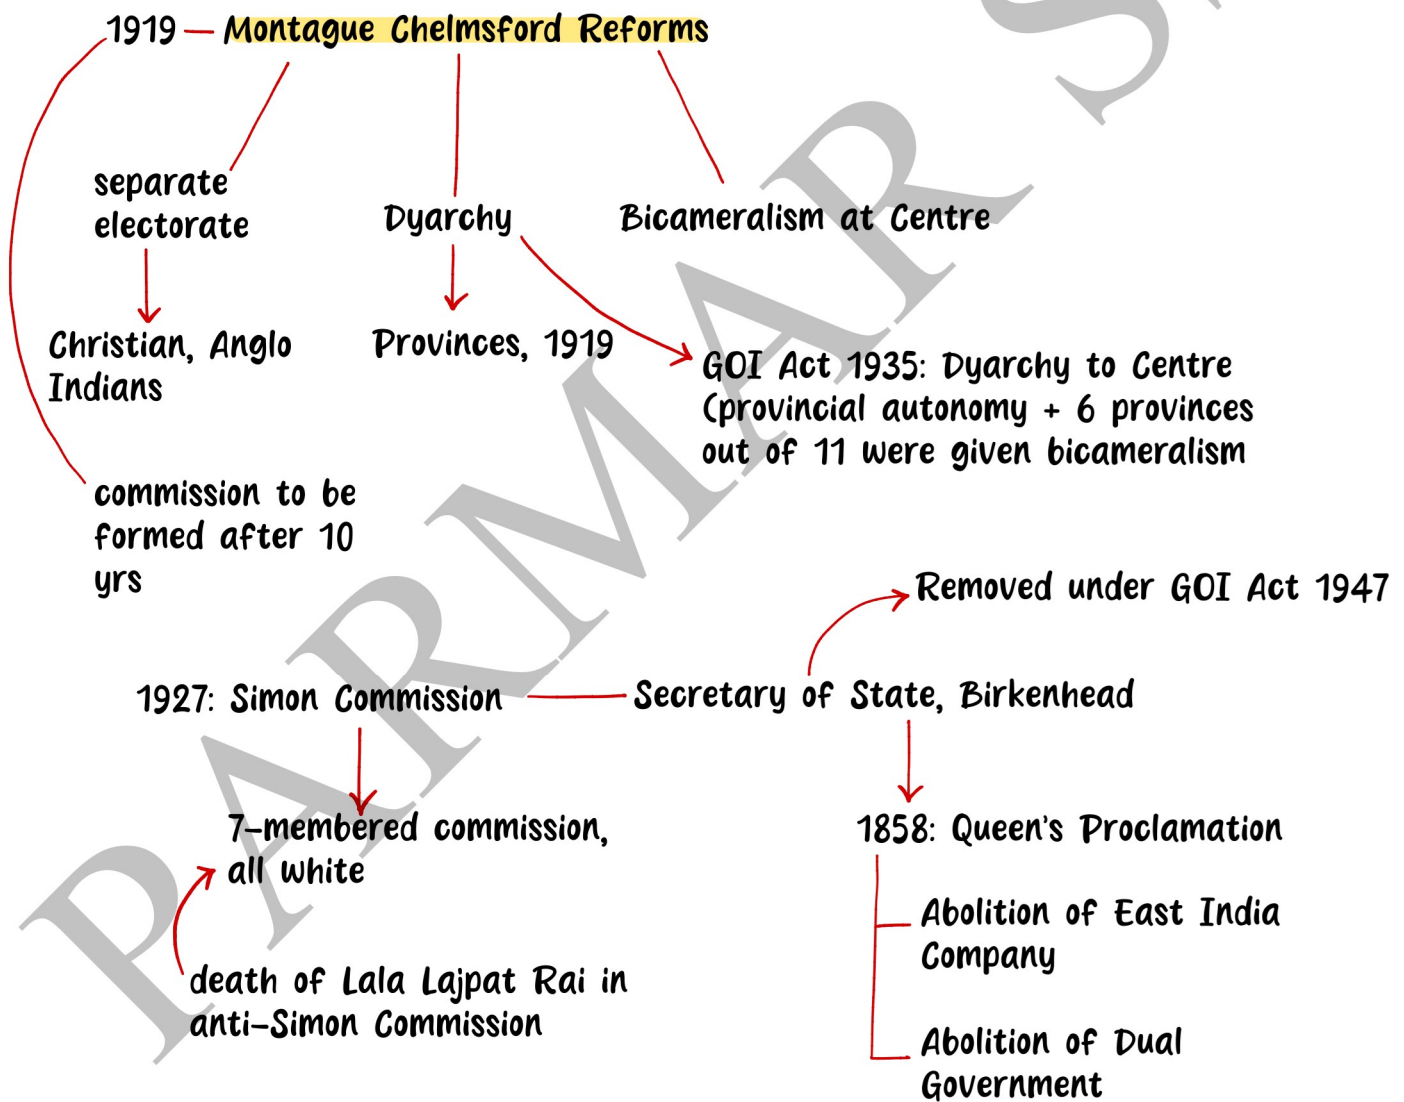 1919 — Montague Chelmsford Reforms
separate
electorate
Dyarchy
Bicameralism at Centre
Christian, Anglo
Indians
Provinces, 1919
GOI Act 1935: Dyarchy to Centre
(provincial autonomy + 6 provinces
out of 11 were given bicameralism
commission to be
formed after 10
yrs
Removed under GOI Act 1947
1927: Simon Commission
Secretary of State, Birkenhead
7-membered commission,
all white
1858: Queen's Proclamation
Abolition of East India
Company
death of Lala Lajpat Rai in
anti-Simon Commission
Abolition of Dual
Government
PARMAR S